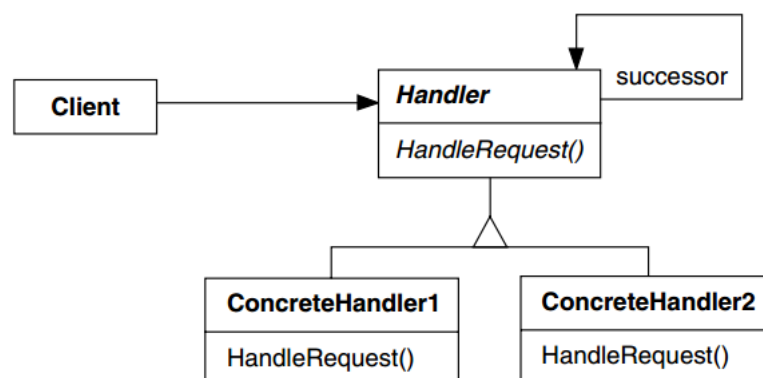 successor
Client
Handler
HandleRequest()
ConcreteHandler1
ConcreteHandler2
HandleRequest()
HandleRequest()